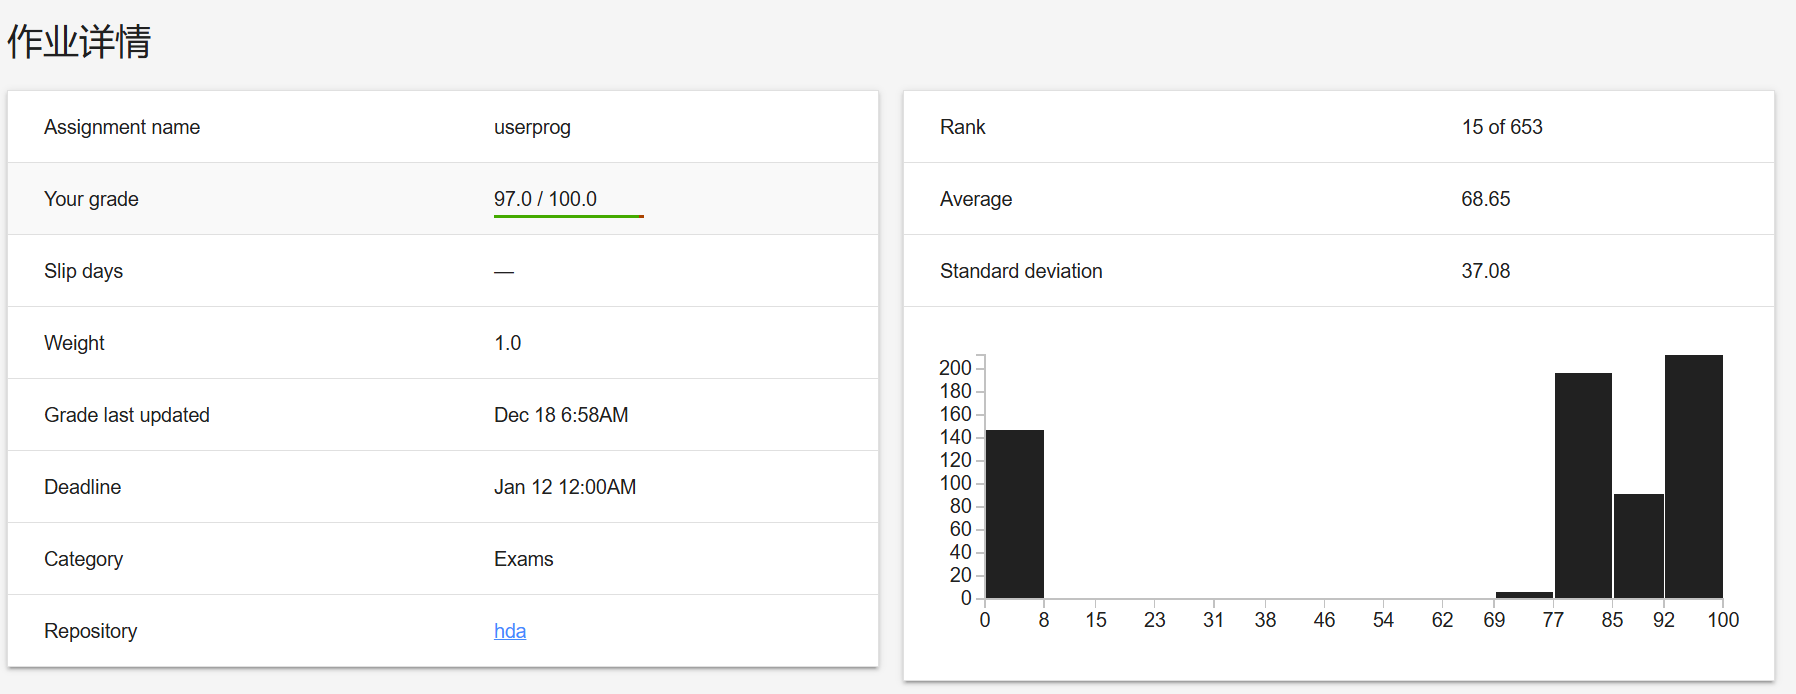 作业详情
Assignment name userprog
Your grade 97.0 / 100.0
Slip days —
Weight 1.0
Grade last updated Dec 18 6:58AM
Deadline Jan 12 12:00AM
Category Exams
Repository hda
Rank 15 of 653
Average 68.65
Standard deviation 37.08
200
180
160
140
120
100
80
60
40
20
0
0 8 15 23 31 38 46 54 62 69 77 85 92 100